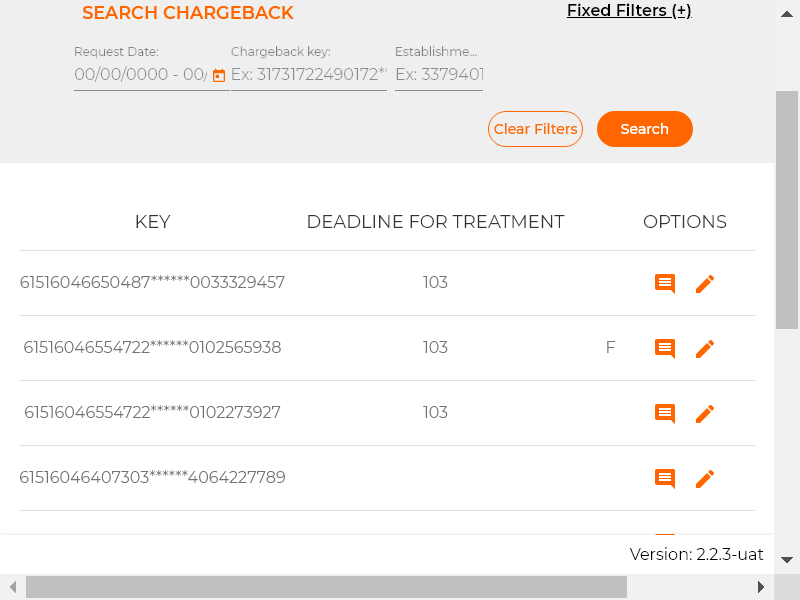 SEARCH CHARGEBACK
Fixed Filters (+)
Request Date: Chargeback key: Establishme...
00/00/0000 - 00/ Ex: 31731722490172* Ex: 3379401
Clear Filters Search
KEY DEADLINE FOR TREATMENT OPTIONS
61516046650487******0033329457 103
61516046554722******0102565938 103 F
61516046554722******0102273927 103
61516046407303******4064227789
Version: 2.2.3-uat